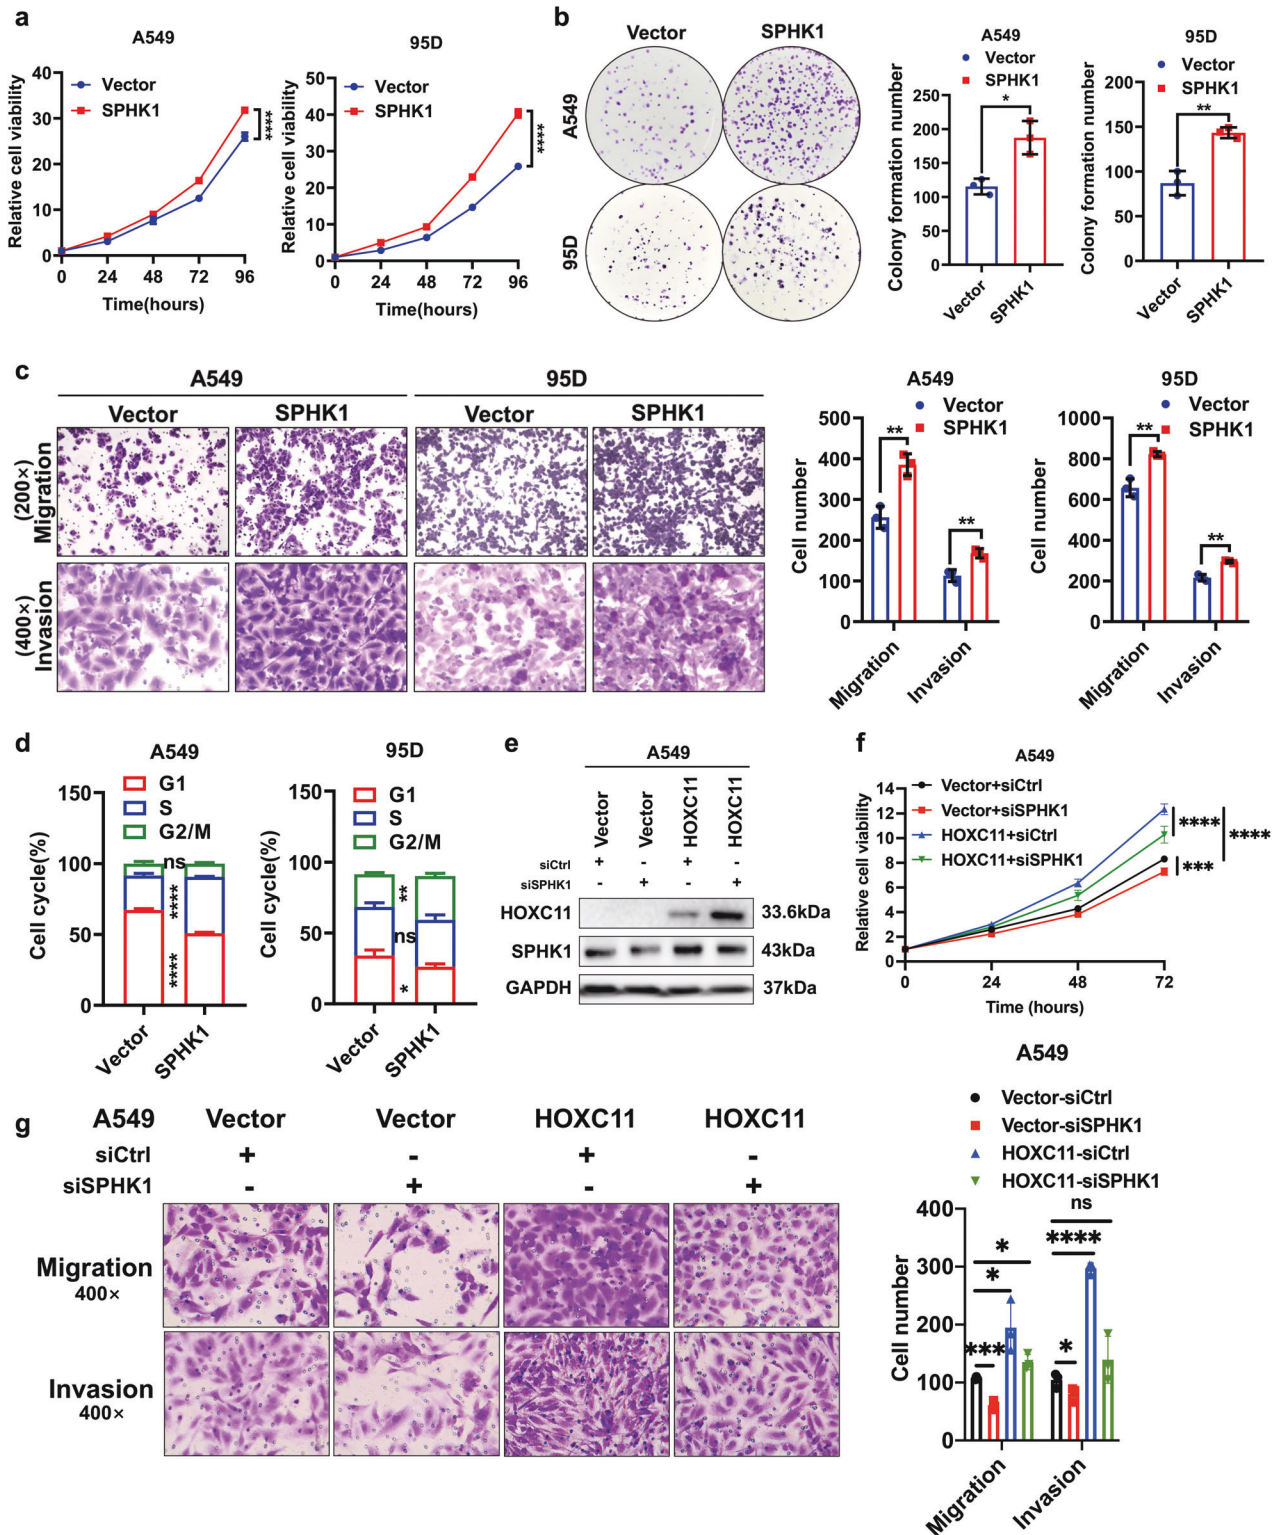 a
A549
Relative cell viability
40
30
20
10
0
Vector
SPHK1
****
0 24 48 72 96
Time(hours)
95D
Relative cell viability
50
40
30
20
10
0
Vector
SPHK1
****
0 24 48 72 96
Time(hours)
b
Vector SPHK1
A549
95D
A549
Vector
SPHK1
Colony formation number
250
200
150
100
50
0
*
Vector SPHK1
95D
Vector
SPHK1
Colony formation number
200
150
100
50
0
**
Vector SPHK1
c
A549 95D
Vector SPHK1 Vector SPHK1
(200×)
Migration
(400×)
Invasion
A549
Vector
SPHK1
Cell number
500
400
300
200
100
0
**
**
Migration Invasion
95D
Vector
SPHK1
Cell number
1000
800
600
400
200
0
**
**
Migration Invasion
d
A549
G1
S
G2/M
Cell cycle(%)
150
100
50
0
ns
****
****
Vector SPHK1
95D
G1
S
G2/M
Cell cycle(%)
150
100
50
0
**
ns
*
Vector SPHK1
e
A549
Vector Vector HOXC11 HOXC11
siCtrl + - + -
siSPHK1 - + - +
HOXC11 33.6kDa
SPHK1 43kDa
GAPDH 37kDa
f
A549
Vector+siCtrl
Vector+siSPHK1
HOXC11+siCtrl
HOXC11+siSPHK1
Relative cell viability
14
12
10
8
6
4
2
0
****
****
***
0 24 48 72
Time (hours)
g
A549 Vector Vector HOXC11 HOXC11
siCtrl + - + -
siSPHK1 - + - +
Migration
400×
Invasion
400×
A549
Vector-siCtrl
Vector-siSPHK1
HOXC11-siCtrl
HOXC11-siSPHK1
Cell number
400
300
200
100
0
ns
****
*
*
***
*
Migration Invasion